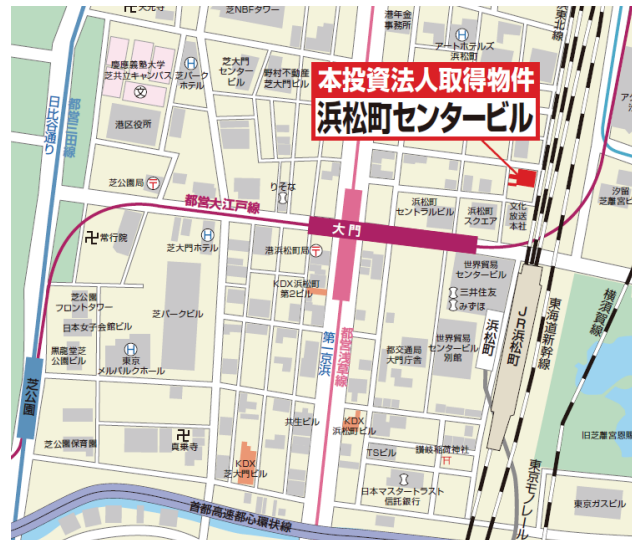 天光寺
芝NBFタワー
港年金
事務所
アートホテルズ
浜松町
慶應義塾大学
芝共立キャンパス
文
芝パーク
ホテル
H
芝大門
センター
ビル
野村不動産
芝大門ビル
本投資法人取得物件
浜松町センタービル
港区役所
日比谷通り
都営三田線
芝公園局
りそな
都営大江戸線
大門
浜松町
セントラルビル
浜松町
スクエア
文化
放送
本社
汐留
芝離宮ビル
常行院
芝大門ホテル
H
港浜松町局
KDX浜松町
第2ビル
世界貿易
センタービル
三井住友
みずほ
芝公園
フロントタワー
日本女子会館ビル
芝パークビル
黒龍堂芝
公園ビル
H
東京
メルパルクホール
第一京浜
都営浅草線
都交通局
大門庁舎
世界貿易
センタービル
別館
浜松町
JR浜松町
東海道新幹線
横須賀線
芝公園
芝公園保育園
真乗寺
KDX
芝大門ビル
共生ビル
KDX
浜松町ビル
TSビル
讃岐稲荷神社
日本マスタートラスト
信託銀行
旧芝離宮恩賜
東京モノレール
東京ガスビル
首都高速都心環状線